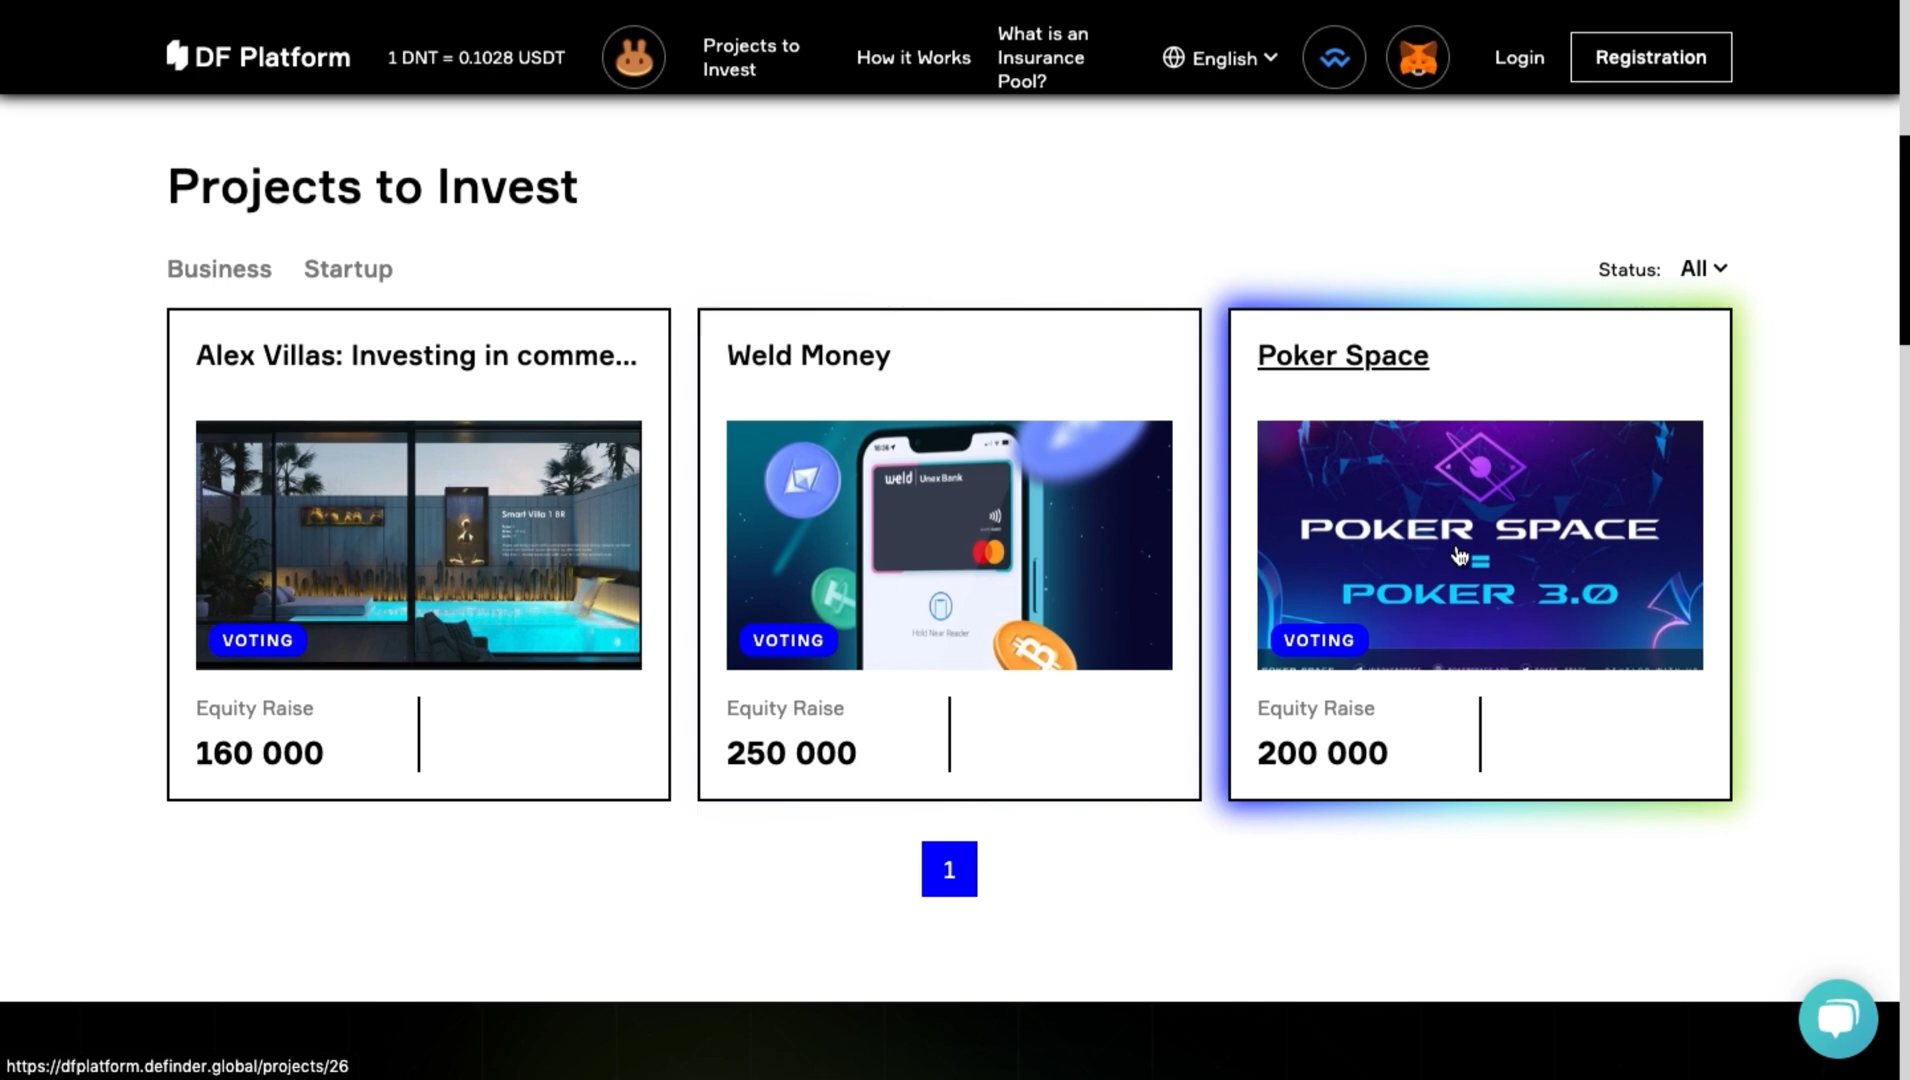 DF Platform
1 DNT = 0.1028 USDT
Projects to
Invest
How it Works
What is an
Insurance
Pool?
English
Login
Registration
Projects to Invest
Business
Startup
Status:
All
Alex Villas: Investing in comme...
Smart Villa 1 BR
VOTING
Equity Raise
160 000
Weld Money
weld | Unex Bank
Hold Near Reader
VOTING
Equity Raise
250 000
Poker Space
POKER SPACE
=
POKER 3.0
VOTING
Equity Raise
200 000
1
https://dfplatform.definder.global/projects/26